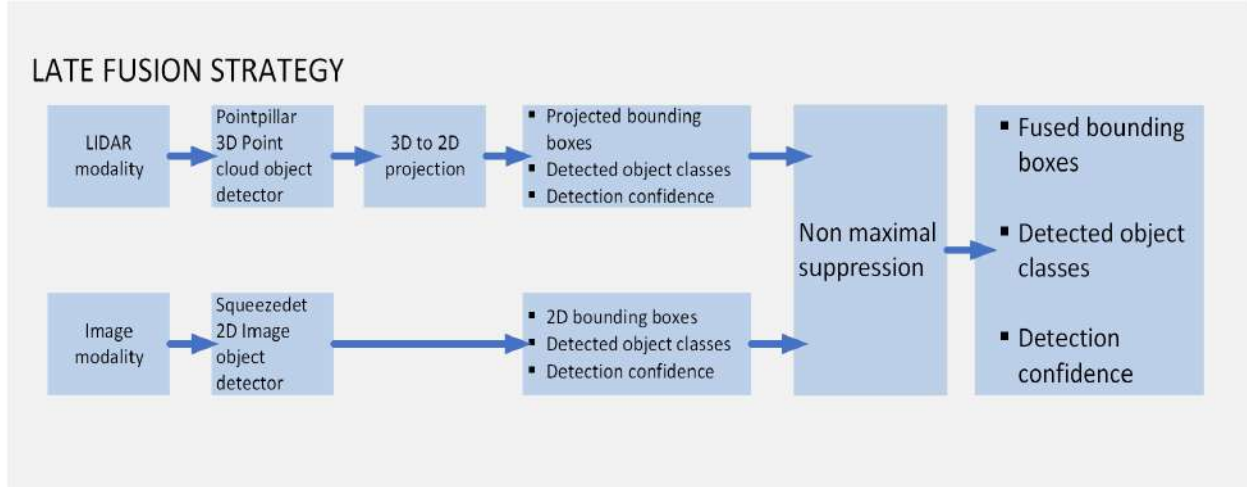 LATE FUSION STRATEGY
LIDAR
modality
Pointpillar
3D Point
cloud object
detector
3D to 2D
projection
▪ Projected bounding
boxes
▪ Detected object classes
▪ Detection confidence
Image
modality
Squeezedet
2D Image
object
detector
▪ 2D bounding boxes
▪ Detected object classes
▪ Detection confidence
Non maximal
suppression
▪ Fused bounding
boxes
▪ Detected object
classes
▪ Detection
confidence